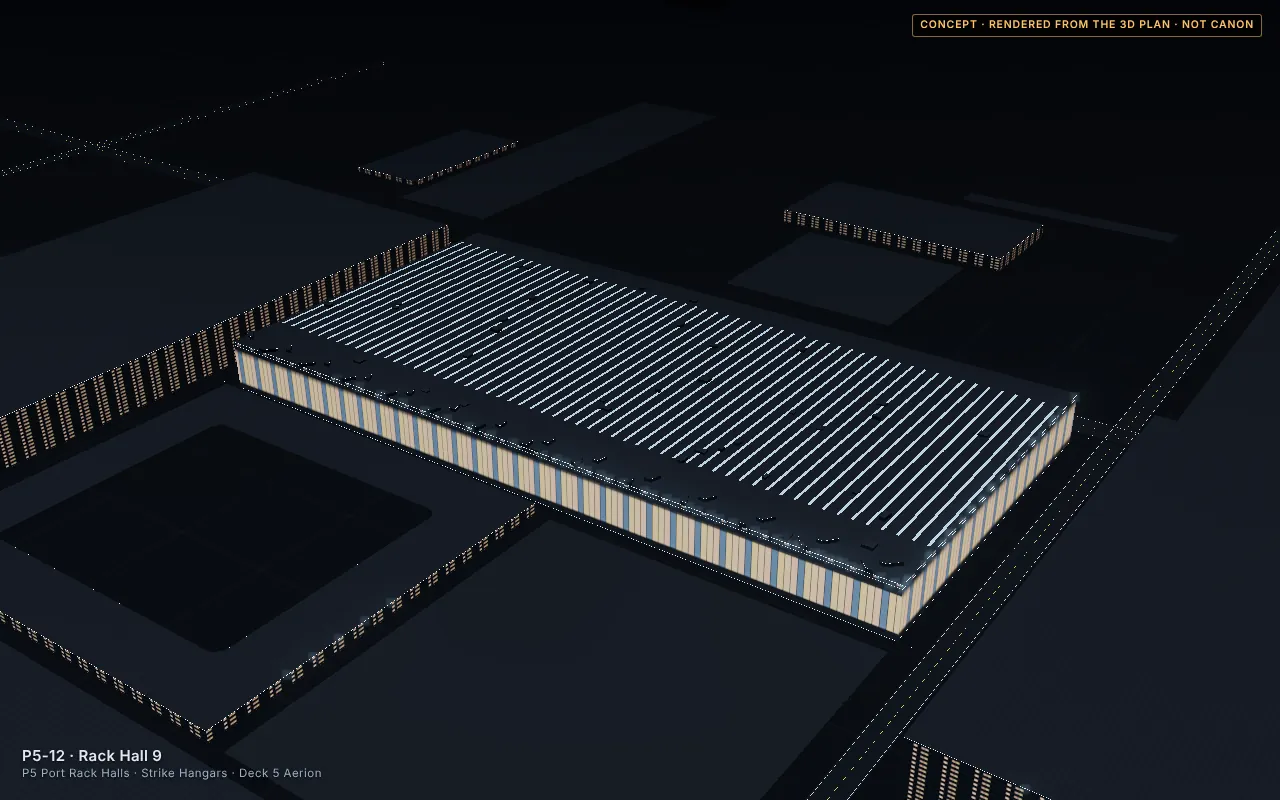 CONCEPT · RENDERED FROM THE 3D PLAN · NOT CANON
P5-12 · Rack Hall 9
P5 Port Rack Halls · Strike Hangars · Deck 5 Aerion